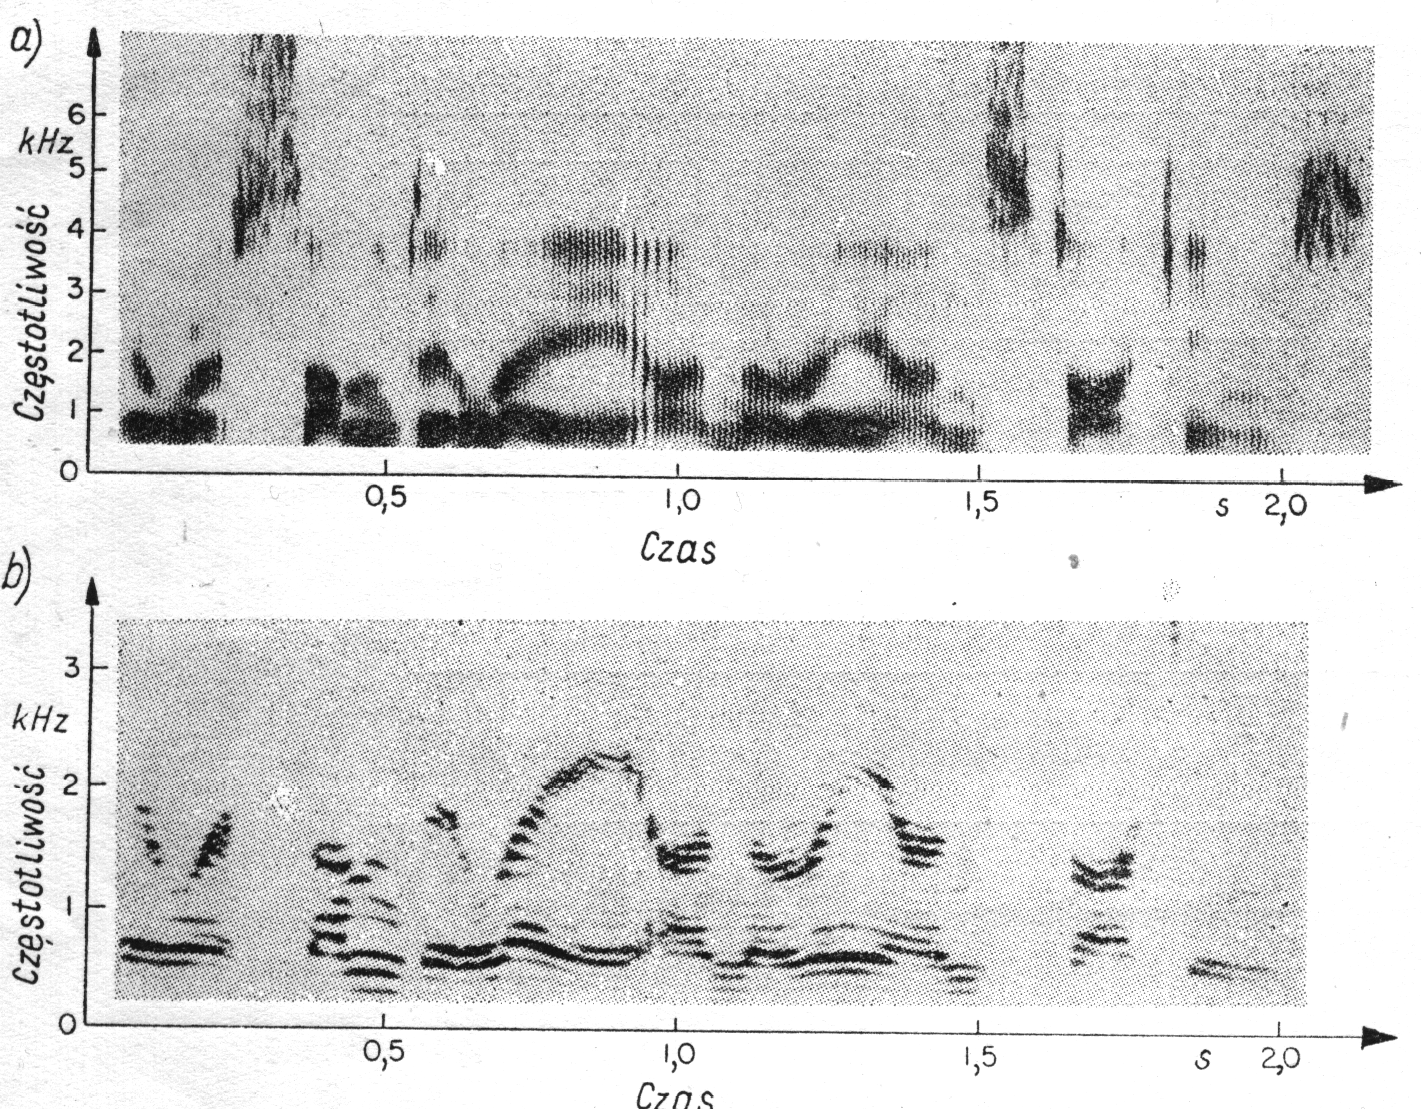 a)
6
kHz
5
4
3
2
1
0
Częstotliwość
0,5
1,0
1,5
s
2,0
Czas
b)
3
kHz
2
1
0
Częstotliwość
0,5
1,0
1,5
s
2,0
Czas